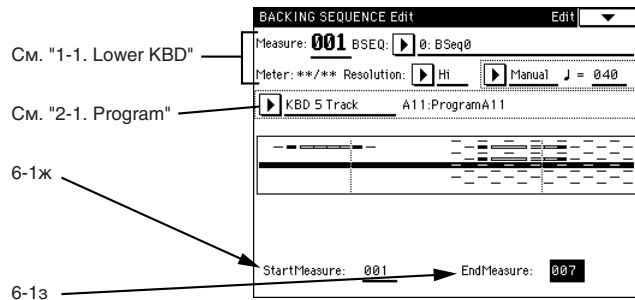 BACKING SEQUENCE Edit Edit
Measure: 001 BSEQ: 0: BSeq0
См. "1-1. Lower KBD"
Meter: **/** Resolution: Hi Manual ♩ = 040
См. "2-1. Program"
KBD 5 Track A11:ProgramA11
6-1ж
StartMeasure: 001 EndMeasure: 007
6-1з